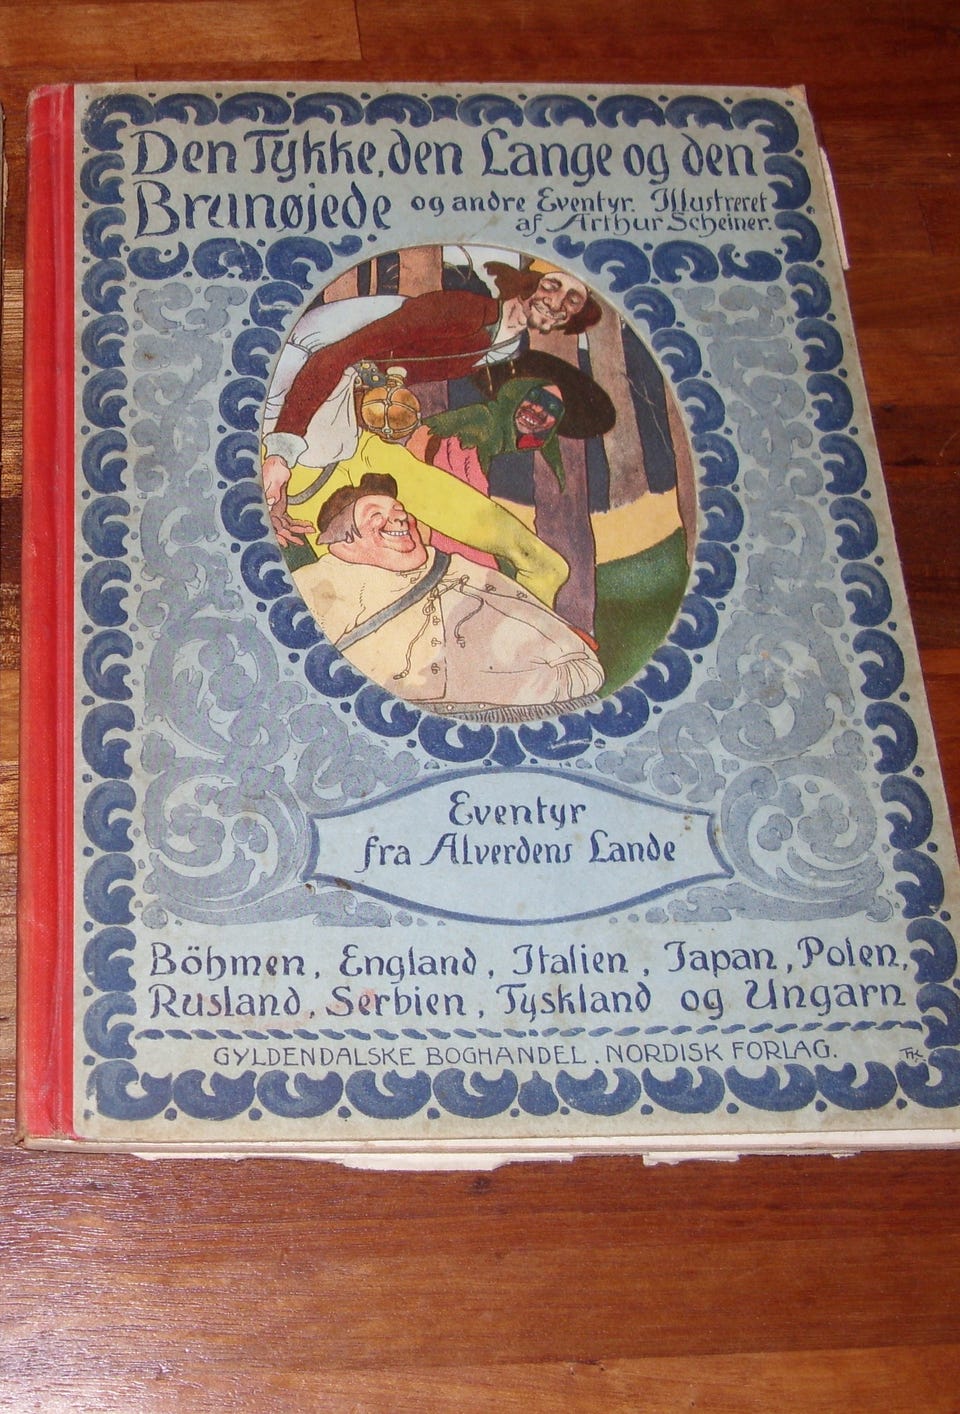 Den Tykke, den Lange og den
Brunøjede og andre Eventyr. Illustreret
af Arthur Scheiner.
Eventyr
fra Alverdens Lande
Böhmen, England, Italien, Japan, Polen,
Rusland, Serbien, Tyskland og Ungarn
GYLDENDALSKE BOGHANDEL. NORDISK FORLAG.